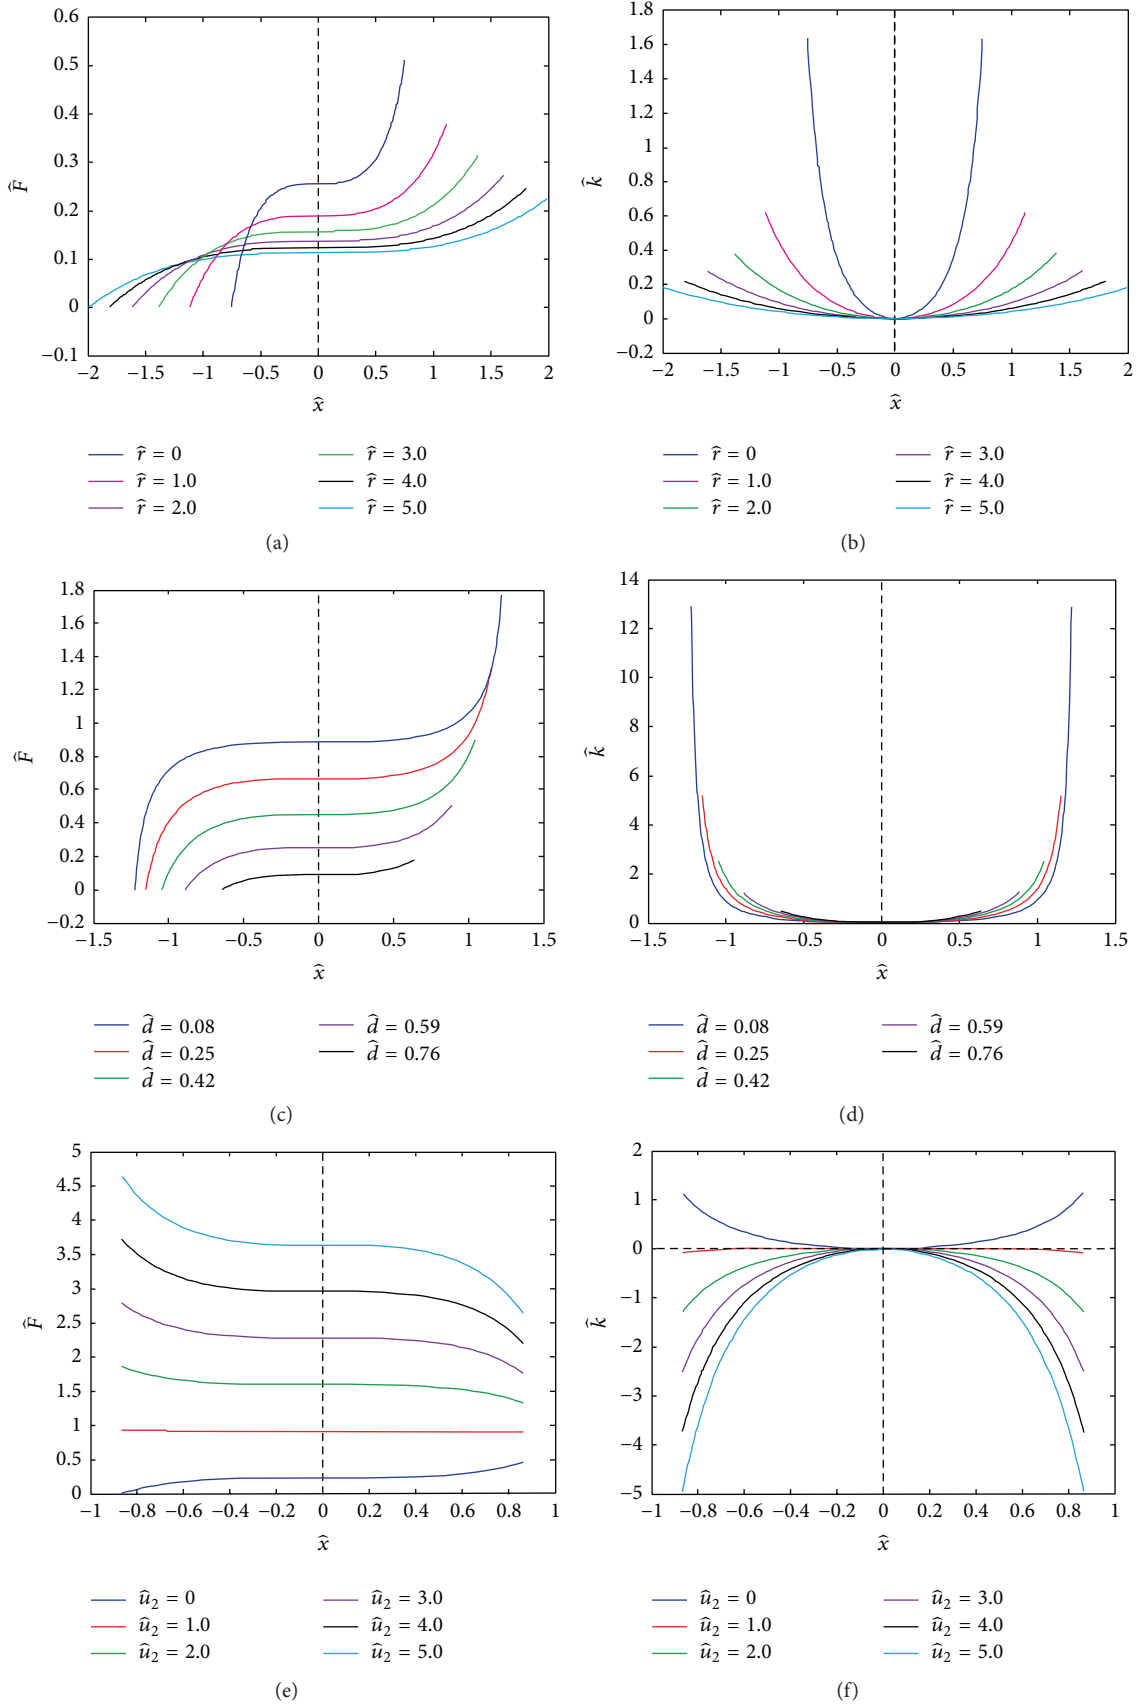 0.6
0.5
0.4
0.3
0.2
0.1
0
−0.1
F̂
−2 −1.5 −1 −0.5 0 0.5 1 1.5 2
x̂
r̂ = 0
r̂ = 1.0
r̂ = 2.0
r̂ = 3.0
r̂ = 4.0
r̂ = 5.0
(a)
1.8
1.6
1.4
1.2
1
0.8
0.6
0.4
0.2
0
−0.2
k̂
−2 −1.5 −1 −0.5 0 0.5 1 1.5 2
x̂
r̂ = 0
r̂ = 1.0
r̂ = 2.0
r̂ = 3.0
r̂ = 4.0
r̂ = 5.0
(b)
1.8
1.6
1.4
1.2
1
0.8
0.6
0.4
0.2
0
−0.2
F̂
−1.5 −1 −0.5 0 0.5 1 1.5
x̂
d̂ = 0.08
d̂ = 0.25
d̂ = 0.42
d̂ = 0.59
d̂ = 0.76
(c)
14
12
10
8
6
4
2
0
k̂
−1.5 −1 −0.5 0 0.5 1 1.5
x̂
d̂ = 0.08
d̂ = 0.25
d̂ = 0.42
d̂ = 0.59
d̂ = 0.76
(d)
5
4.5
4
3.5
3
2.5
2
1.5
1
0.5
0
F̂
−1 −0.8 −0.6 −0.4 −0.2 0 0.2 0.4 0.6 0.8 1
x̂
û₂ = 0
û₂ = 1.0
û₂ = 2.0
û₂ = 3.0
û₂ = 4.0
û₂ = 5.0
(e)
2
1
0
−1
−2
−3
−4
−5
k̂
−1 −0.8 −0.6 −0.4 −0.2 0 0.2 0.4 0.6 0.8 1
x̂
û₂ = 0
û₂ = 1.0
û₂ = 2.0
û₂ = 3.0
û₂ = 4.0
û₂ = 5.0
(f)